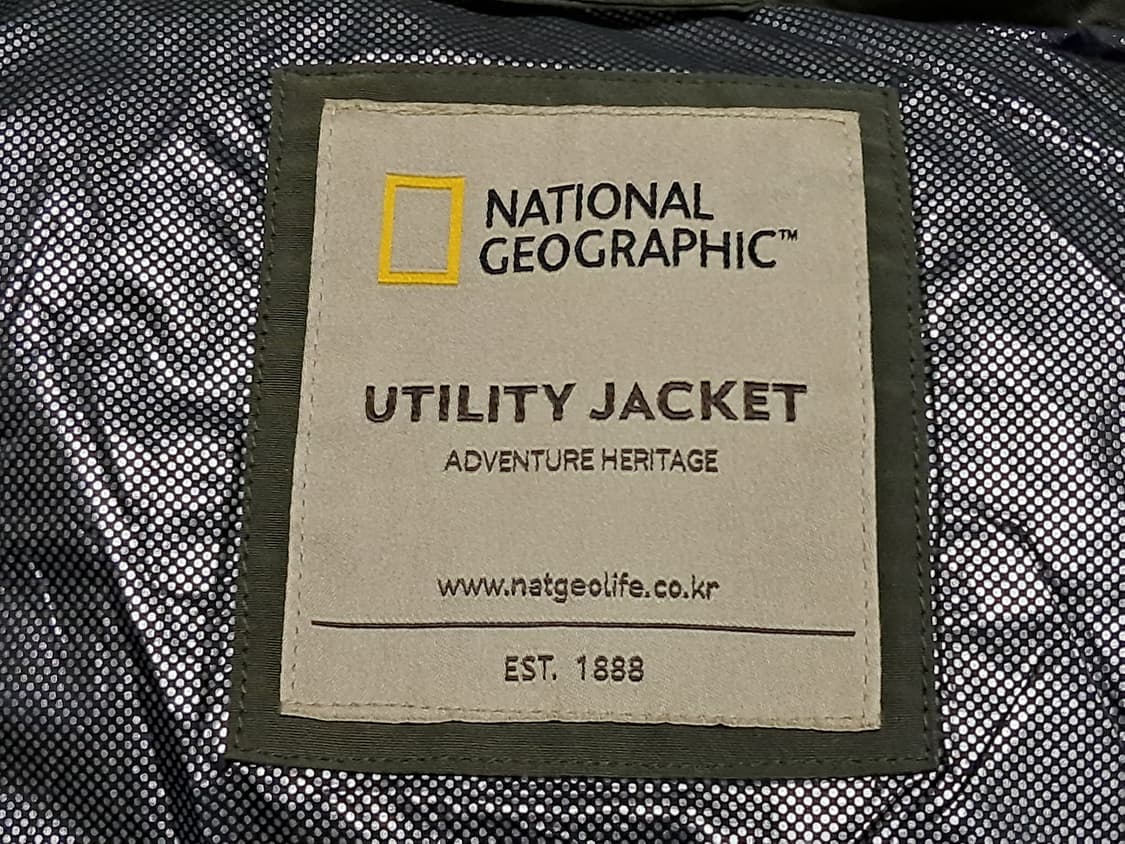 NATIONAL
GEOGRAPHIC™
UTILITY JACKET
ADVENTURE HERITAGE
www.natgeolife.co.kr
EST. 1888